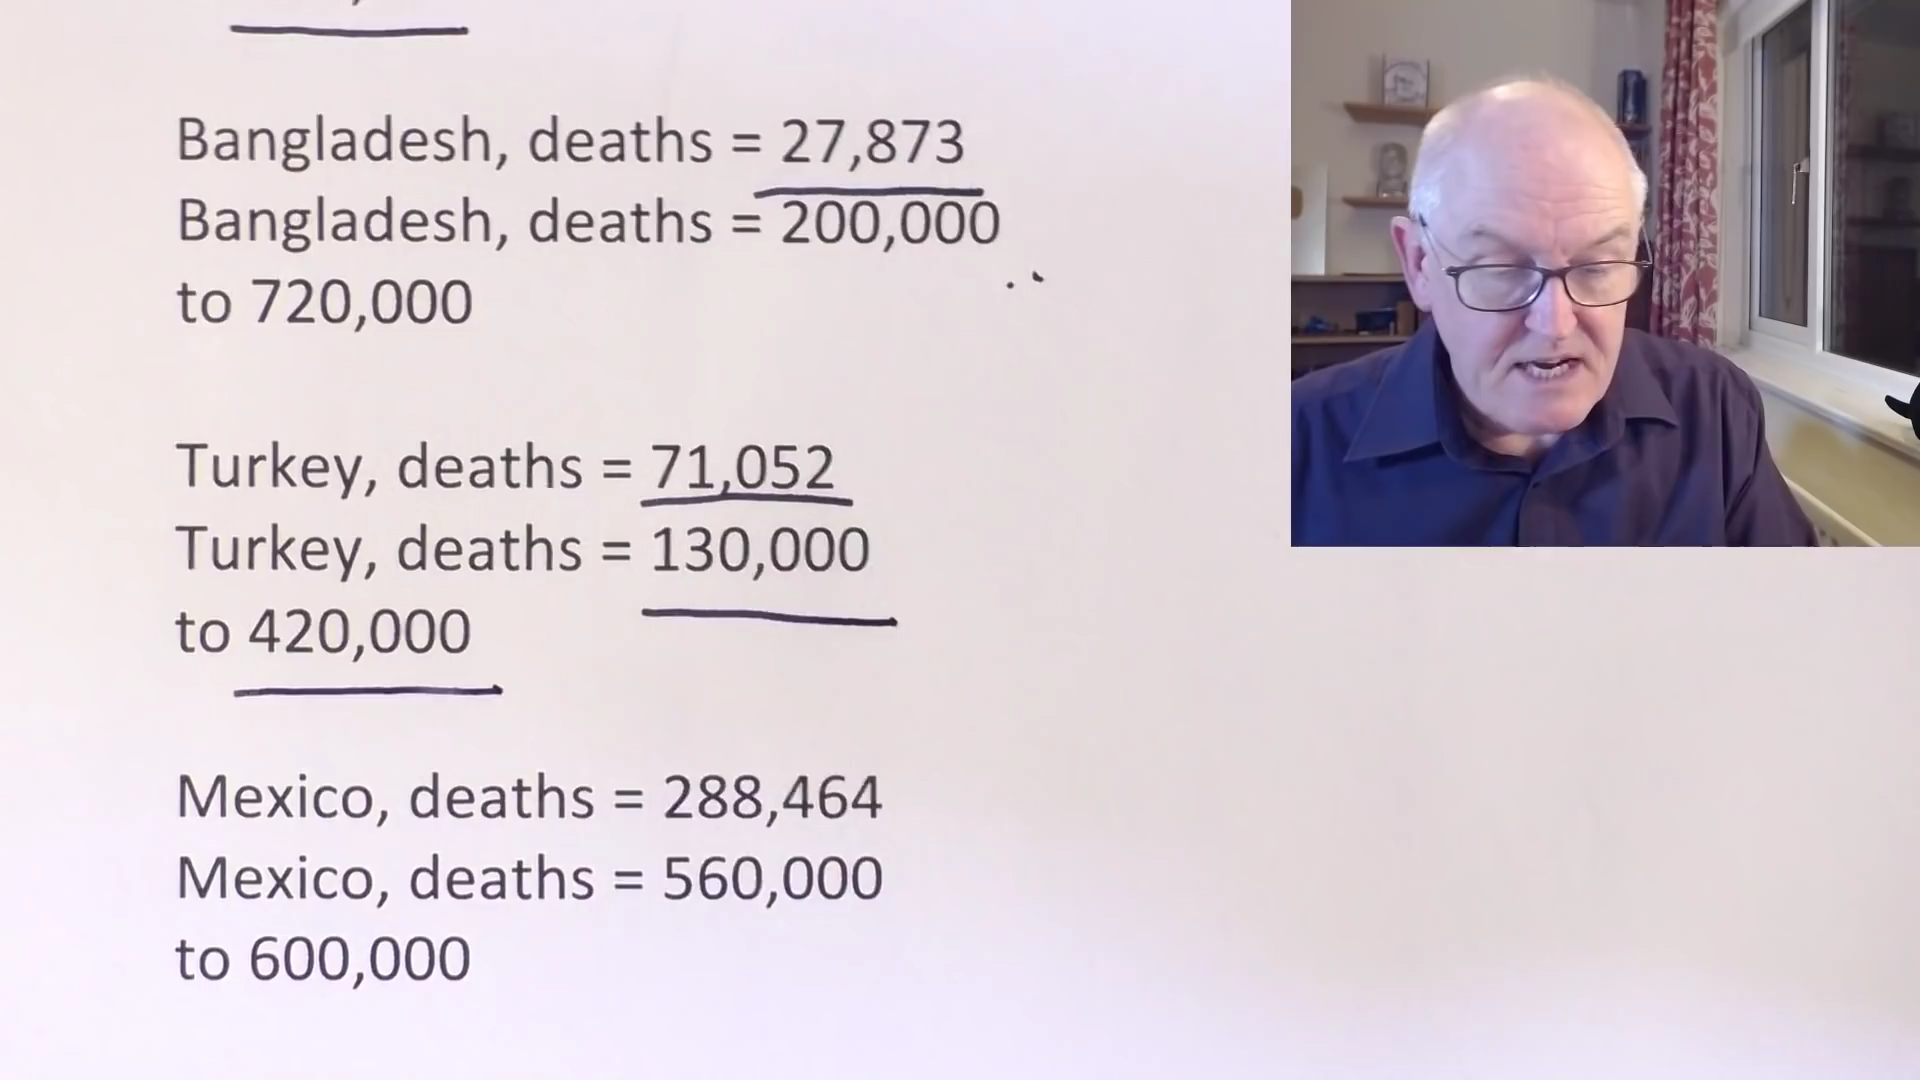 Bangladesh, deaths = 27,873
Bangladesh, deaths = 200,000
to 720,000
Turkey, deaths = 71,052
Turkey, deaths = 130,000
to 420,000
Mexico, deaths = 288,464
Mexico, deaths = 560,000
to 600,000